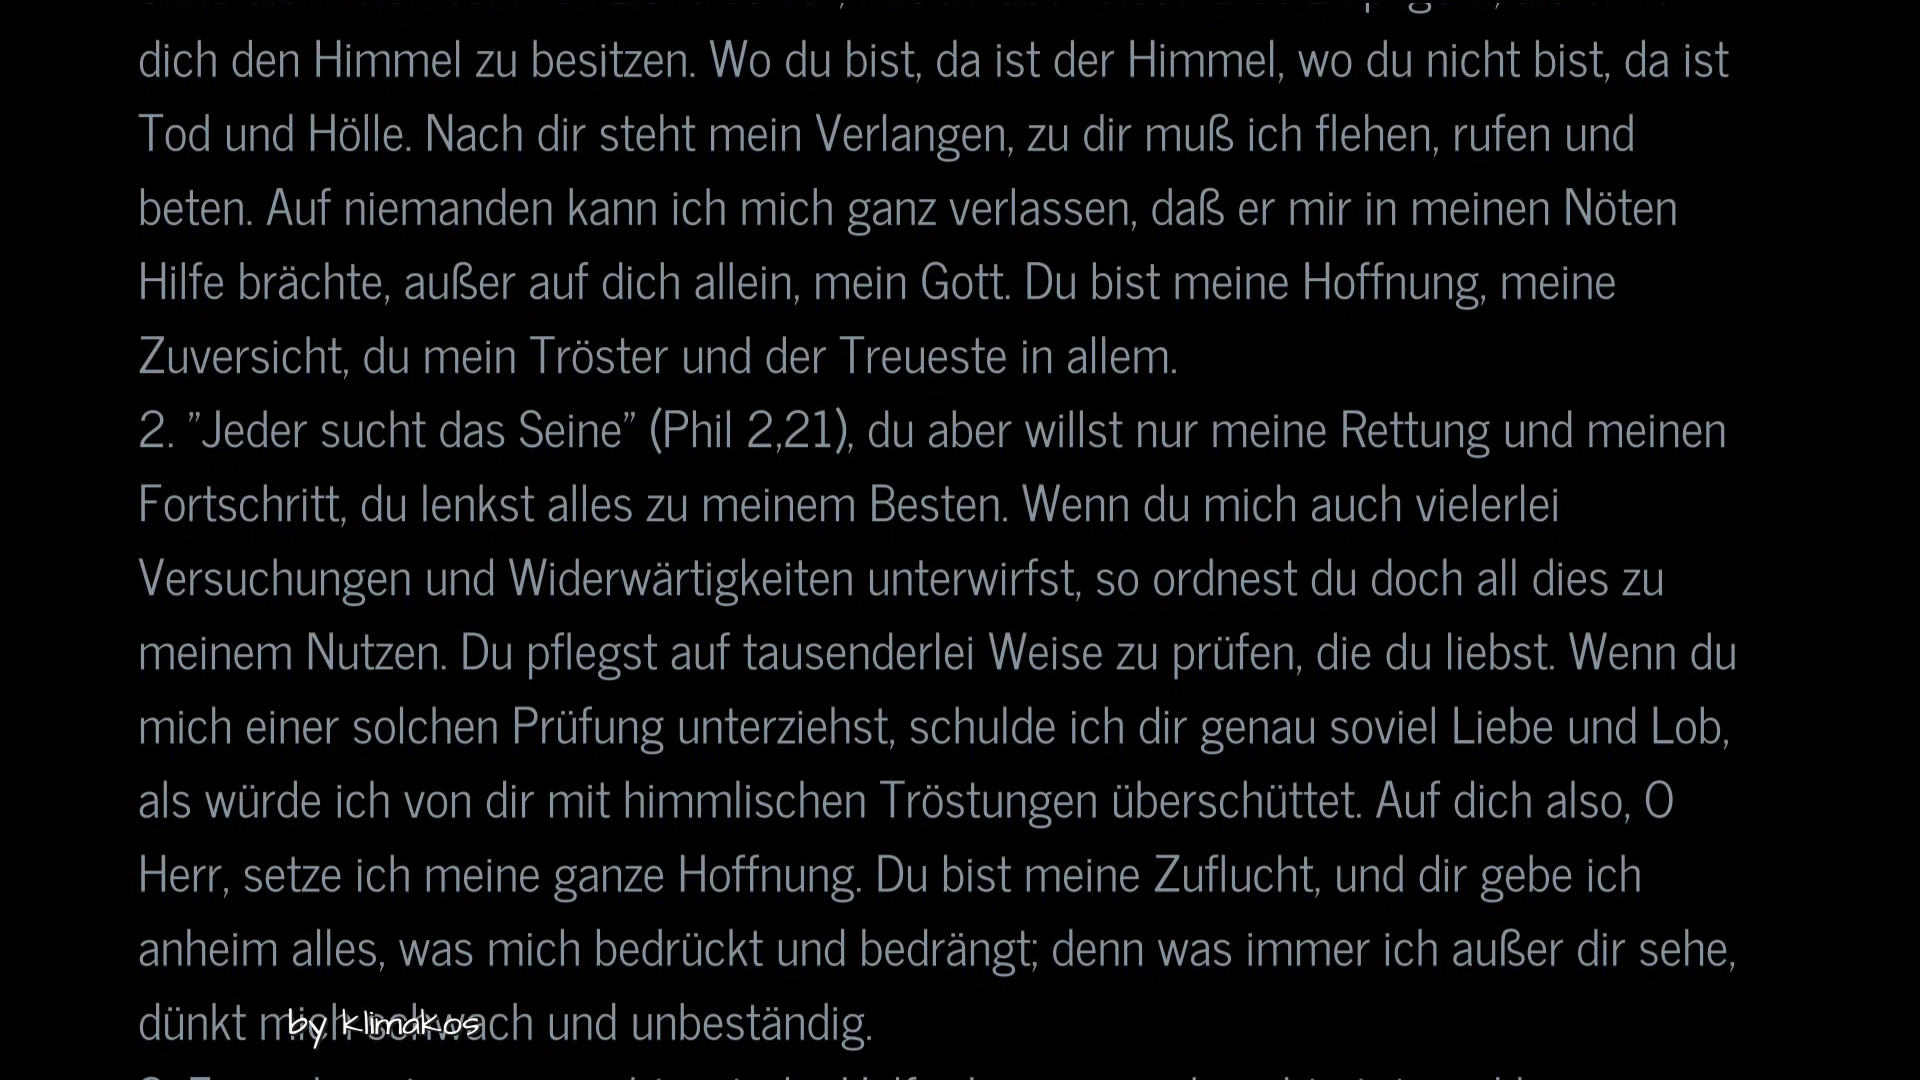 dich den Himmel zu besitzen. Wo du bist, da ist der Himmel, wo du nicht bist, da ist
Tod und Hölle. Nach dir steht mein Verlangen, zu dir muß ich flehen, rufen und
beten. Auf niemanden kann ich mich ganz verlassen, daß er mir in meinen Nöten
Hilfe brächte, außer auf dich allein, mein Gott. Du bist meine Hoffnung, meine
Zuversicht, du mein Tröster und der Treueste in allem.
2. ”Jeder sucht das Seine” (Phil 2,21), du aber willst nur meine Rettung und meinen
Fortschritt, du lenkst alles zu meinem Besten. Wenn du mich auch vielerlei
Versuchungen und Widerwärtigkeiten unterwirfst, so ordnest du doch all dies zu
meinem Nutzen. Du pflegst auf tausenderlei Weise zu prüfen, die du liebst. Wenn du
mich einer solchen Prüfung unterziehst, schulde ich dir genau soviel Liebe und Lob,
als würde ich von dir mit himmlischen Tröstungen überschüttet. Auf dich also, O
Herr, setze ich meine ganze Hoffnung. Du bist meine Zuflucht, und dir gebe ich
anheim alles, was mich bedrückt und bedrängt; denn was immer ich außer dir sehe,
dünkt mich schwach und unbeständig.
by klimakos